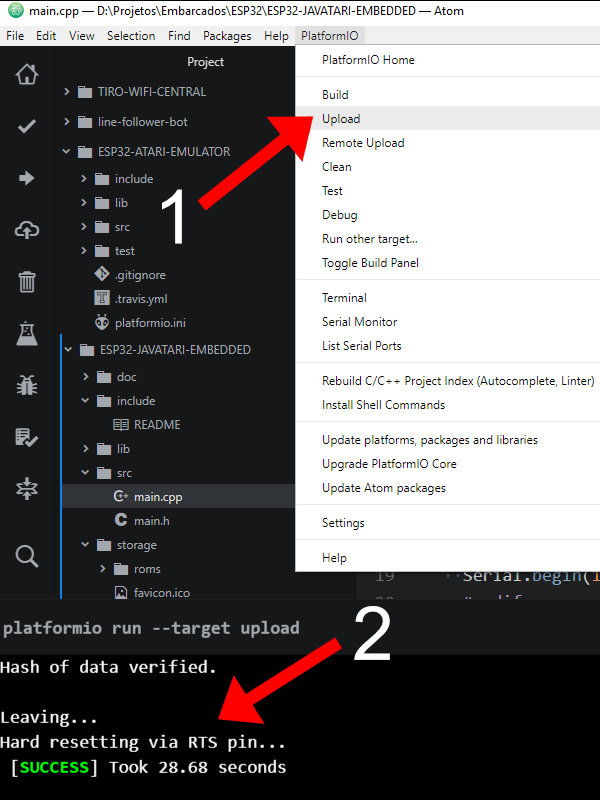 main.cpp — D:\Projetos\Embarcados\ESP32\ESP32-JAVATARI-EMBEDDED — Atom
File Edit View Selection Find Packages Help PlatformIO
Project
TIRO-WIFI-CENTRAL
line-follower-bot
ESP32-ATARI-EMULATOR
include
lib
src
test
.gitignore
.travis.yml
platformio.ini
ESP32-JAVATARI-EMBEDDED
doc
include
README
lib
src
main.cpp
main.h
storage
roms
favicon.ico
PlatformIO Home
Build
Upload
Remote Upload
Clean
Test
Debug
Run other target...
Toggle Build Panel
Terminal
Serial Monitor
List Serial Ports
Rebuild C/C++ Project Index (Autocomplete, Linter)
Install Shell Commands
Update platforms, packages and libraries
Upgrade PlatformIO Core
Update Atom packages
Settings
Help
1
19 Serial.begin(
2
platformio run --target upload
Hash of data verified.
Leaving...
Hard resetting via RTS pin...
[SUCCESS] Took 28.68 seconds